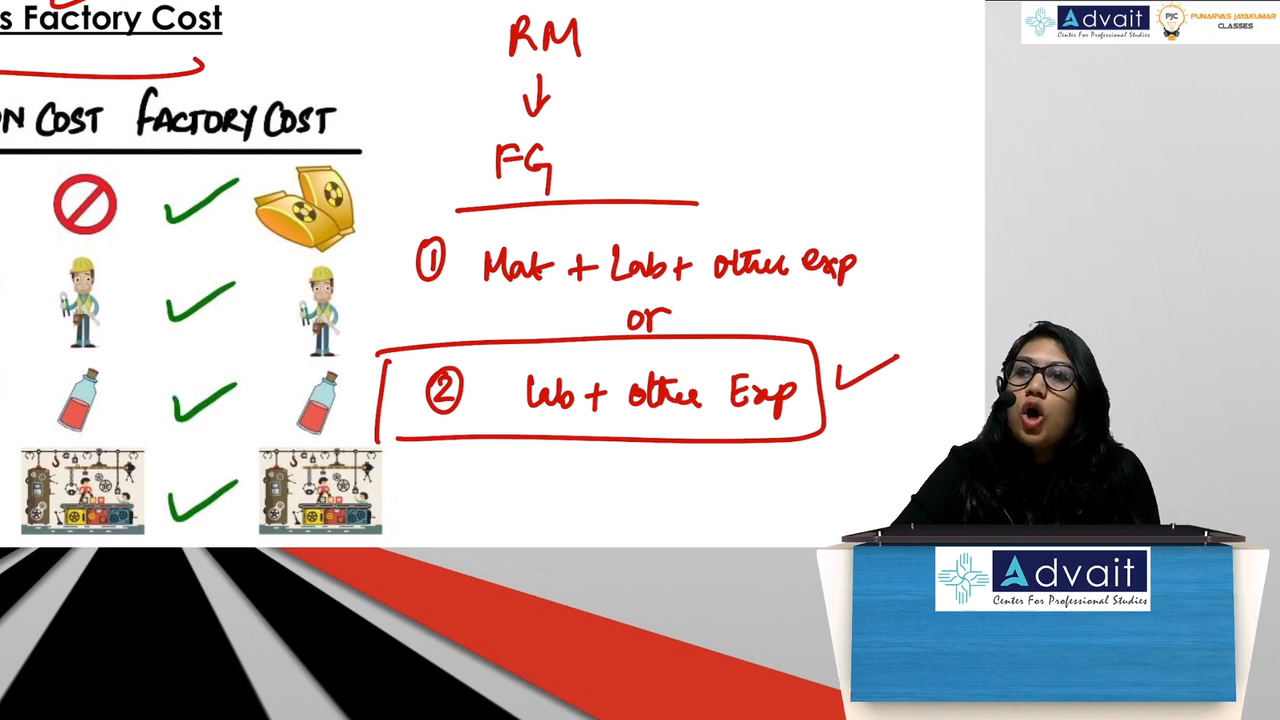 s Factory Cost
N COST FACTORY COST
RM
FG
① Mat + Lab + other exp
or
② Lab + other Exp
Advait
Center For Professional Studies
PJC
PUNARVAS JAYAKUMAR
CLASSES
Advait
Center For Professional Studies